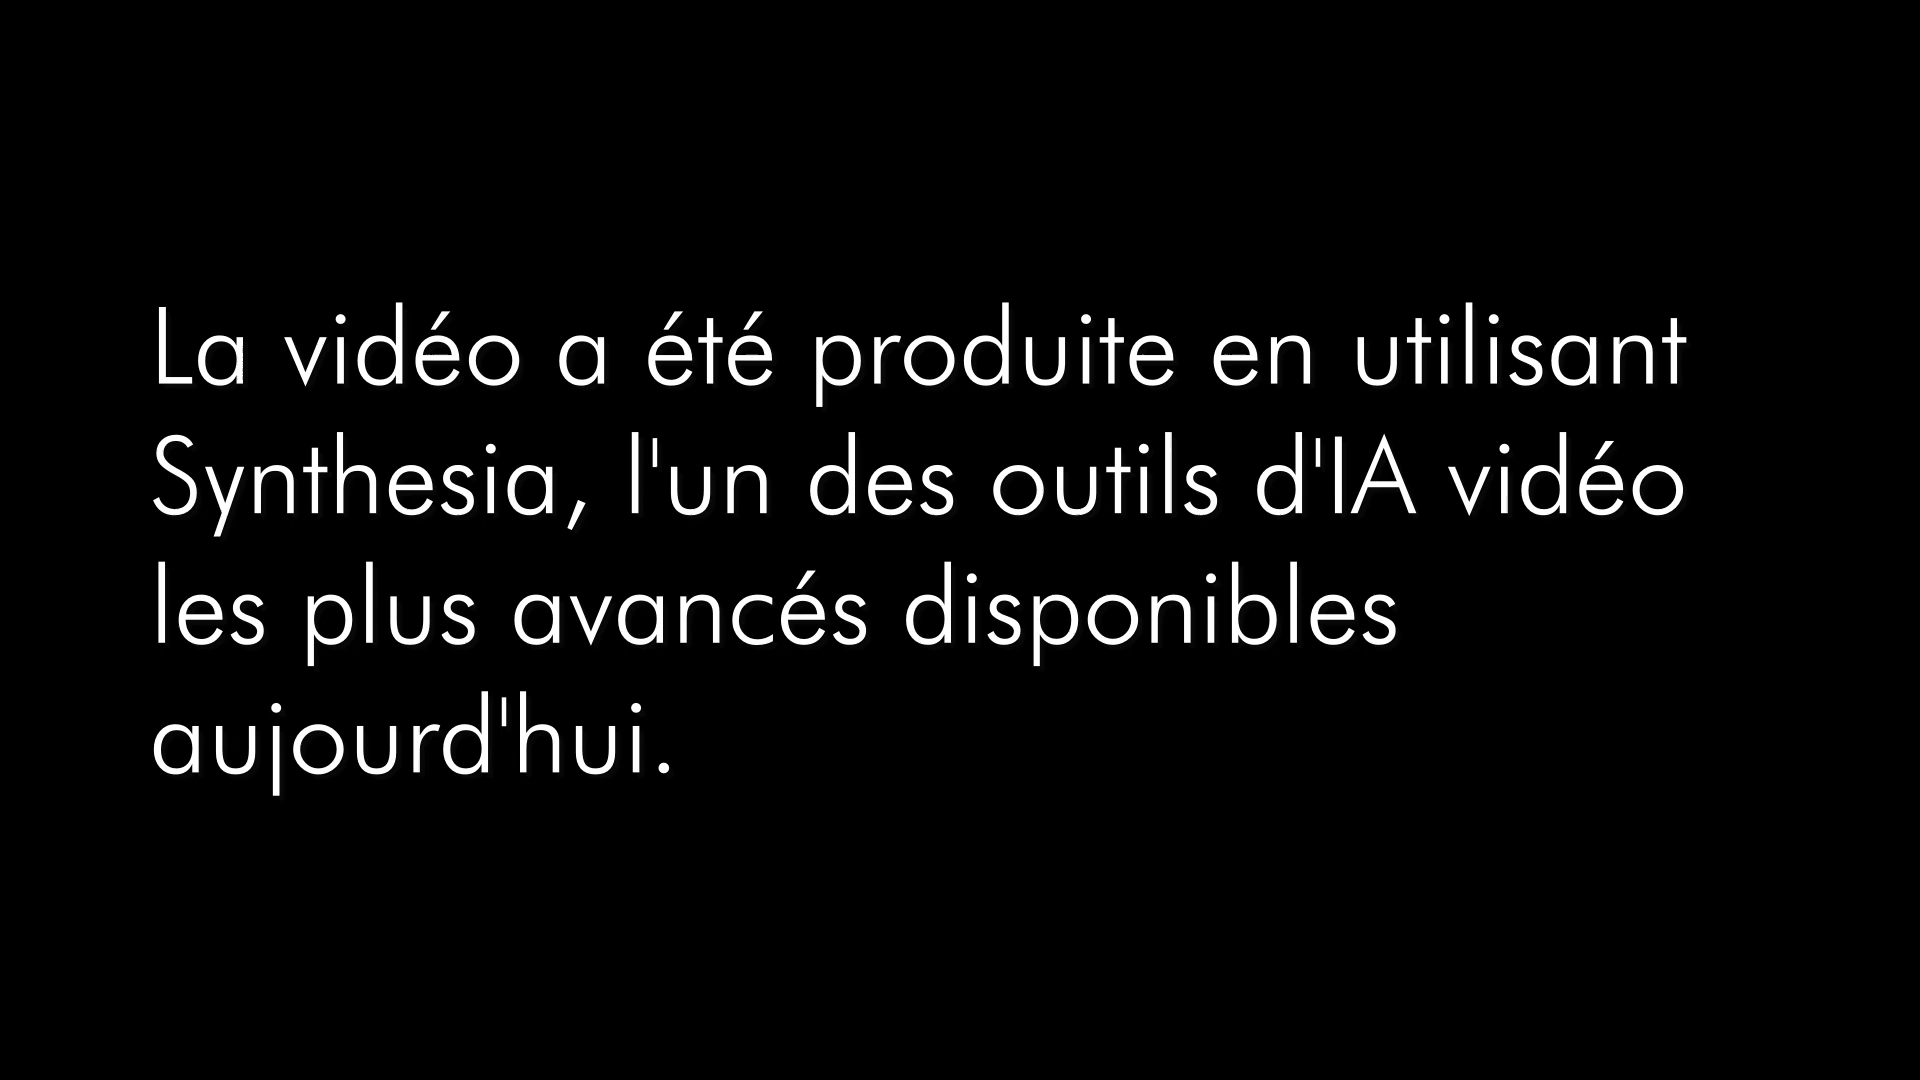 La vidéo a été produite en utilisant
Synthesia, l'un des outils d'IA vidéo
les plus avancés disponibles
aujourd'hui.